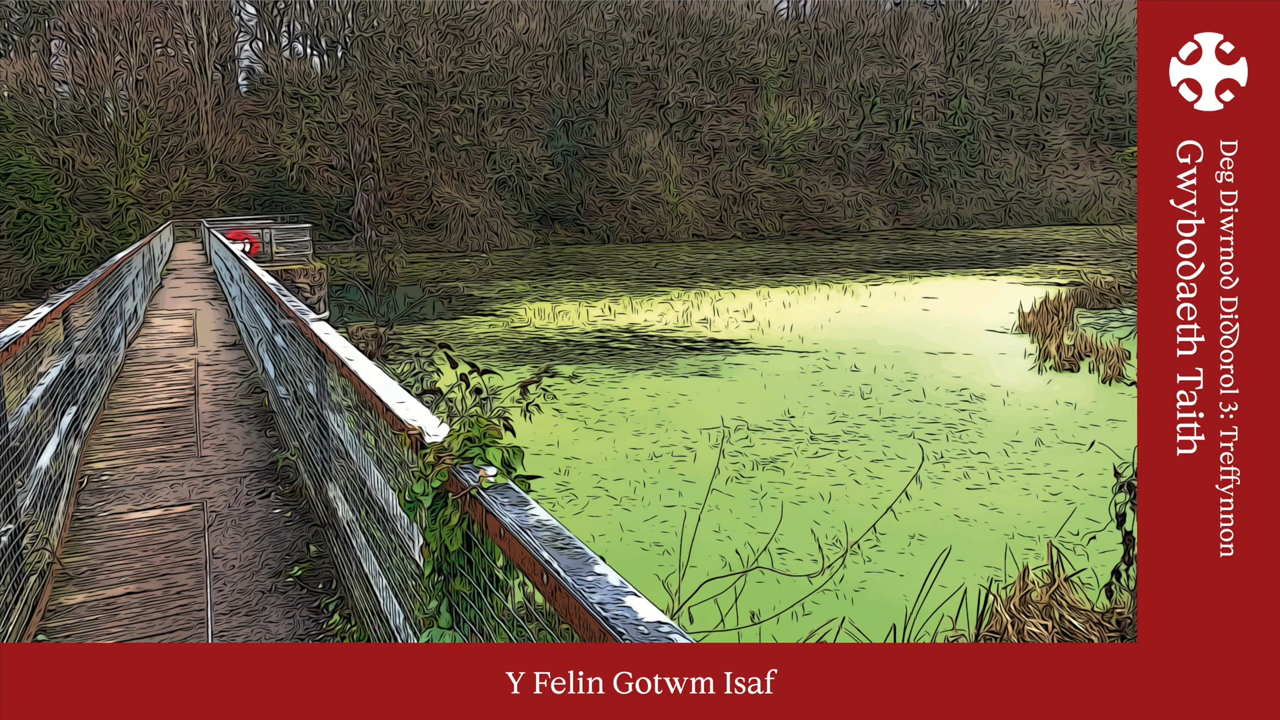 Deg Diwrnod Diddorol 3: Treffynnon
Gwybodaeth Taith
Y Felin Gotwm Isaf